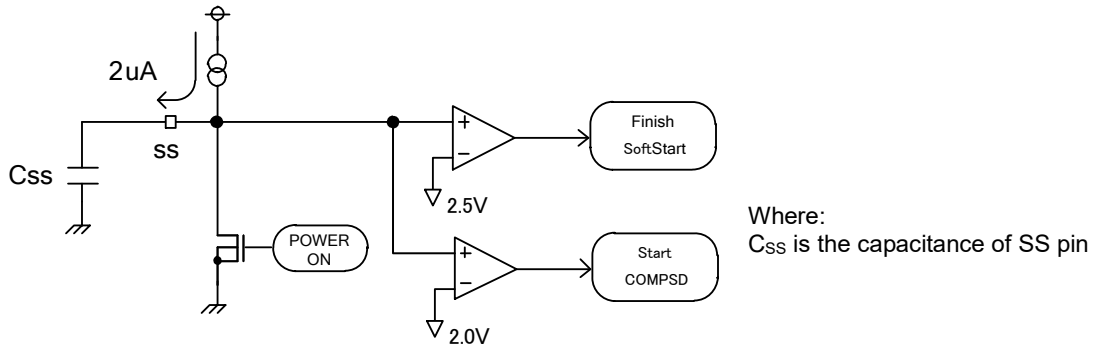 2uA
SS
Css
Finish
SoftStart
2.5V
POWER
ON
Start
COMPSD
2.0V
Where:
CSS is the capacitance of SS pin